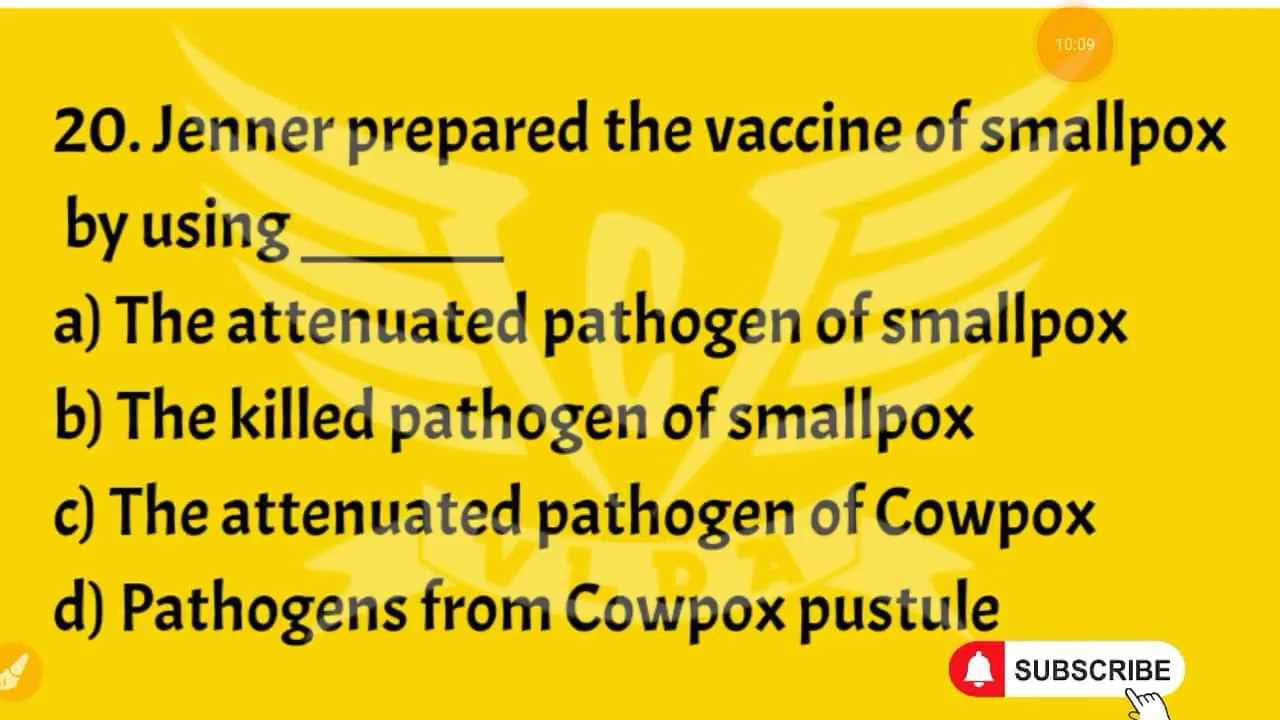 10:09
20. Jenner prepared the vaccine of smallpox
by using ________
a) The attenuated pathogen of smallpox
b) The killed pathogen of smallpox
c) The attenuated pathogen of Cowpox
d) Pathogens from Cowpox pustule
SUBSCRIBE